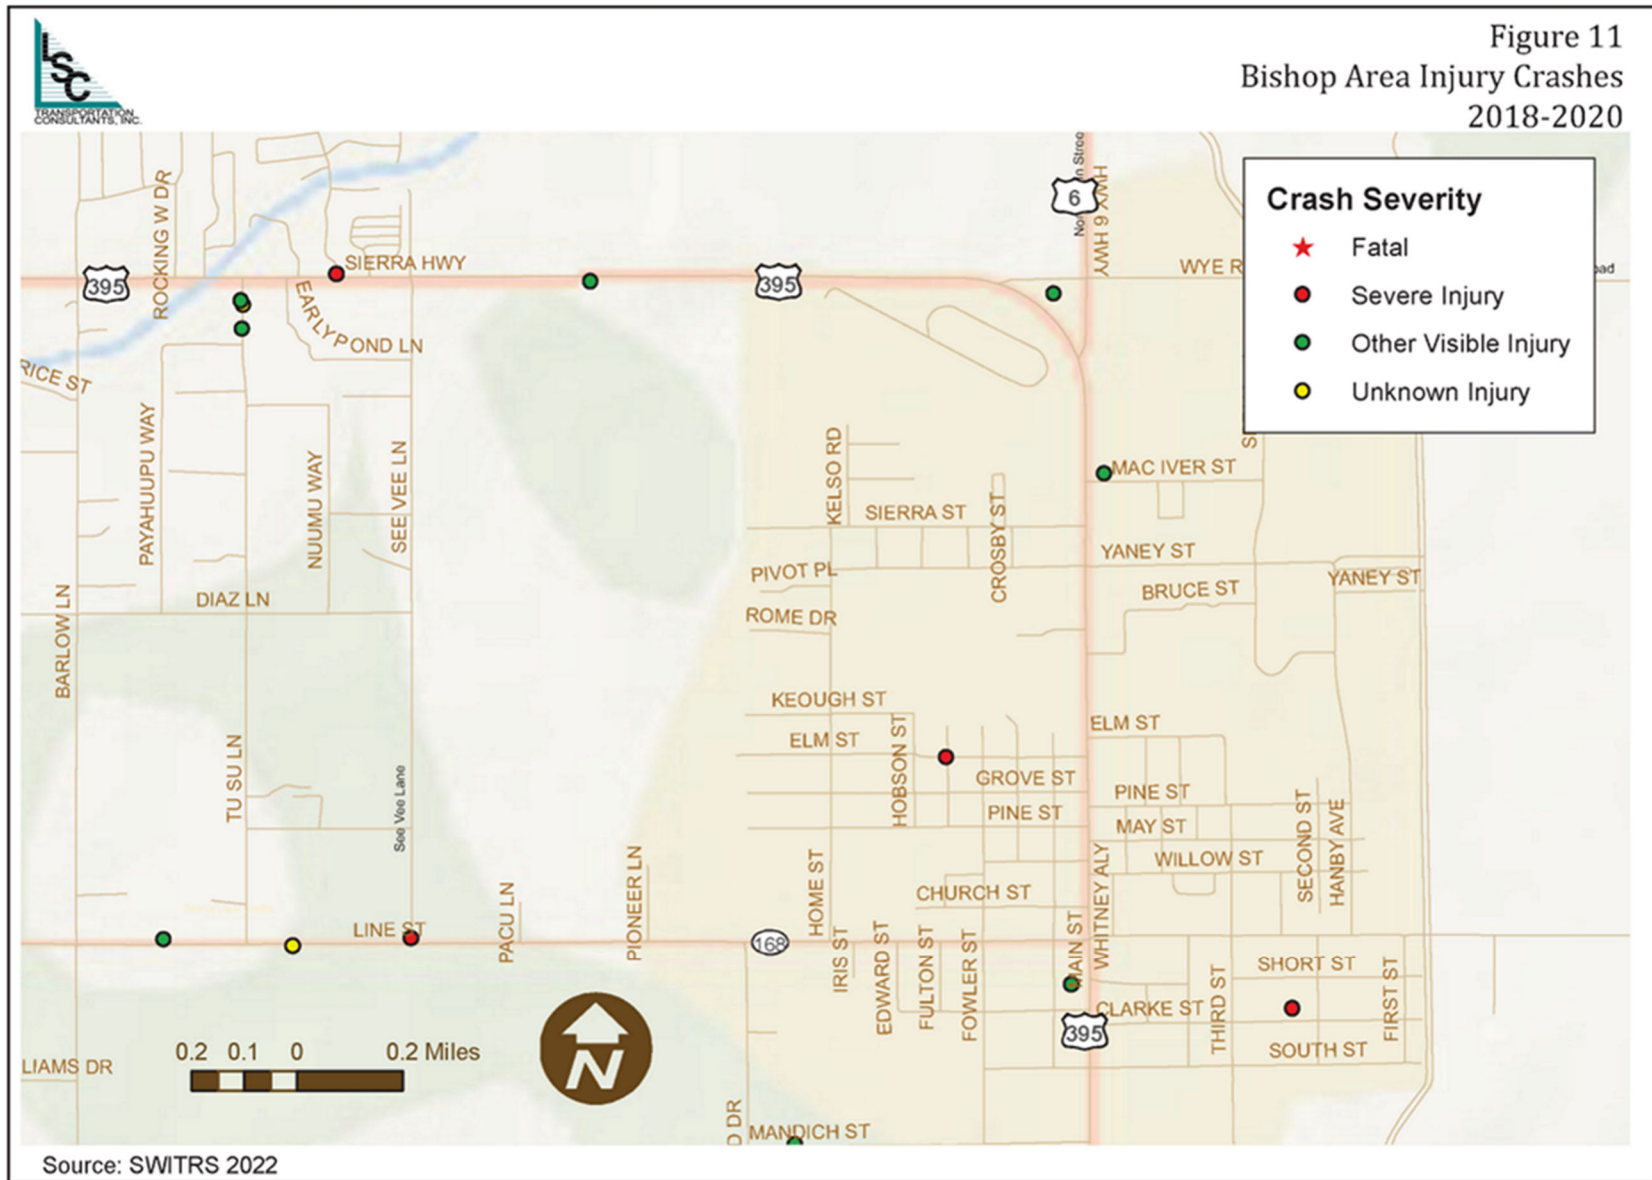 LSC
TRANSPORTATION
CONSULTANTS, INC.
Figure 11
Bishop Area Injury Crashes
2018-2020
Crash Severity
Fatal
Severe Injury
Other Visible Injury
Unknown Injury
6
HWY 6 HWY
WYE R
oad
ROCKING W DR
SIERRA HWY
395
395
EARLY POND LN
RICE ST
PAYAHUUPU WAY
NUUMU WAY
SEE VEE LN
KELSO RD
MAC IVER ST
SIERRA ST
CROSBY ST
YANEY ST
PIVOT PL
YANEY ST
BRUCE ST
DIAZ LN
ROME DR
BARLOW LN
KEOUGH ST
ELM ST
ELM ST
HOBSON ST
GROVE ST
PINE ST
PINE ST
MAY ST
TU SU LN
See Vee Lane
SECOND ST
HANBY AVE
WILLOW ST
WHITNEY ALY
HOME ST
PIONEER LN
PACU LN
CHURCH ST
LINE ST
168
MAIN ST
IRIS ST
EDWARD ST
FULTON ST
FOWLER ST
SHORT ST
THIRD ST
FIRST ST
CLARKE ST
395
SOUTH ST
0.2 0.1 0 0.2 Miles
N
LIAMS DR
D DR
MANDICH ST
Source: SWITRS 2022